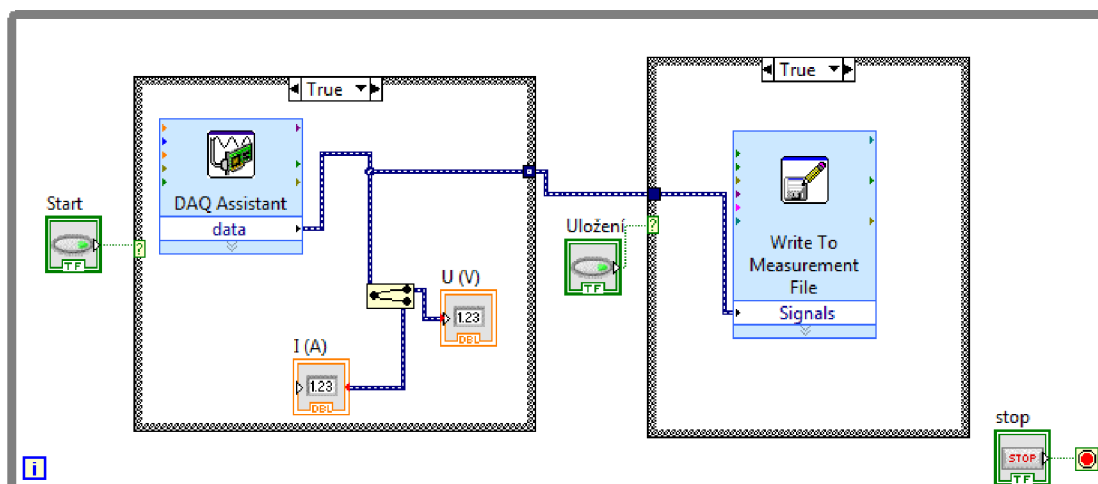 True
DAQ Assistant
data
Start
?
TF
U (V)
1.23
DBL
I (A)
1.23
DBL
True
Uložení
?
TF
Write To
Measurement
File
Signals
stop
STOP
TF
i